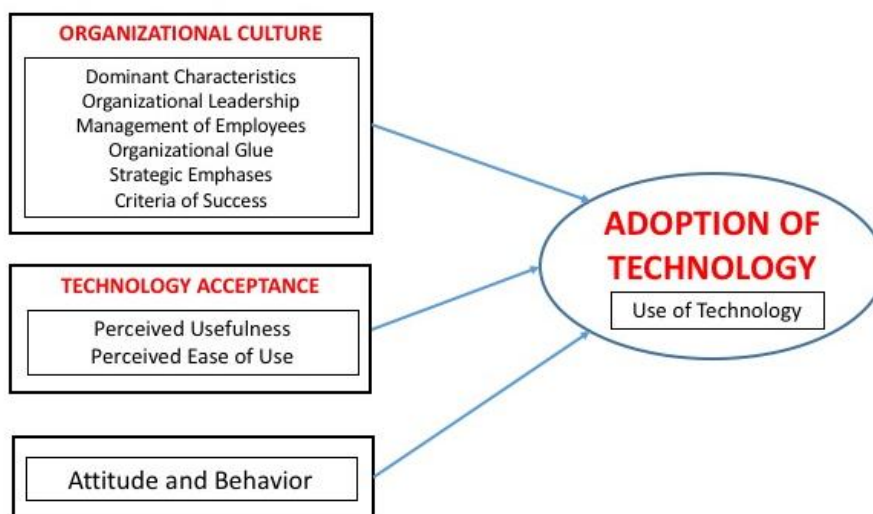 ORGANIZATIONAL CULTURE
Dominant Characteristics
Organizational Leadership
Management of Employees
Organizational Glue
Strategic Emphases
Criteria of Success
TECHNOLOGY ACCEPTANCE
Perceived Usefulness
Perceived Ease of Use
Attitude and Behavior
ADOPTION OF
TECHNOLOGY
Use of Technology